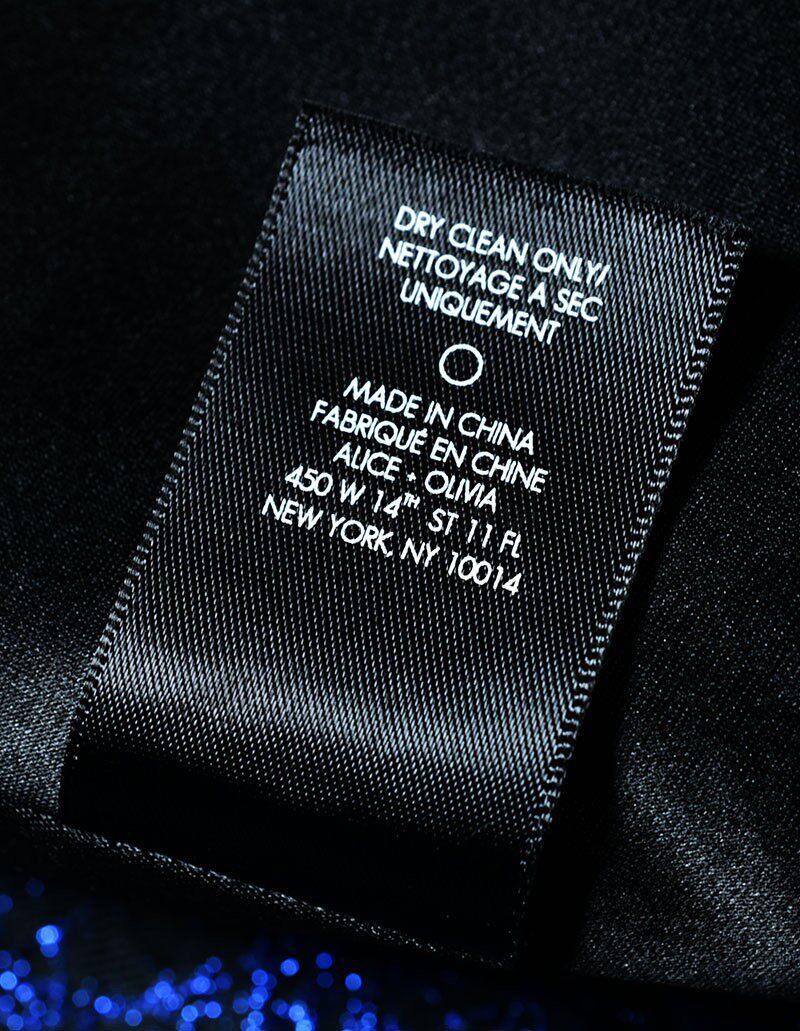 DRY CLEAN ONLY/
NETTOYAGE A SEC
UNIQUEMENT
MADE IN CHINA
FABRIQUÉ EN CHINE
ALICE + OLIVIA
450 W 14TH ST 11 FL
NEW YORK, NY 10014